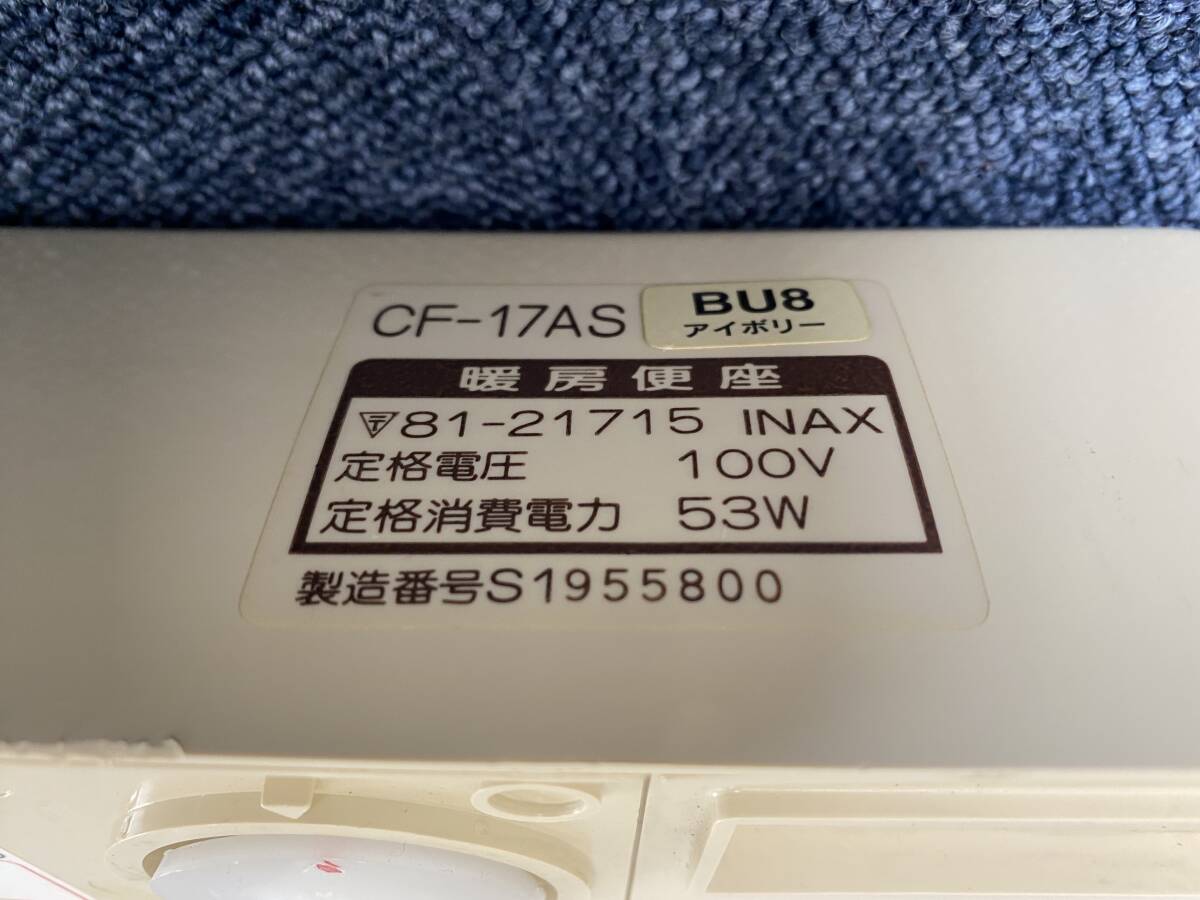 CF-17AS BU8
アイボリー
暖房便座
81-21715 INAX
定格電圧 100V
定格消費電力 53W
製造番号S1955800